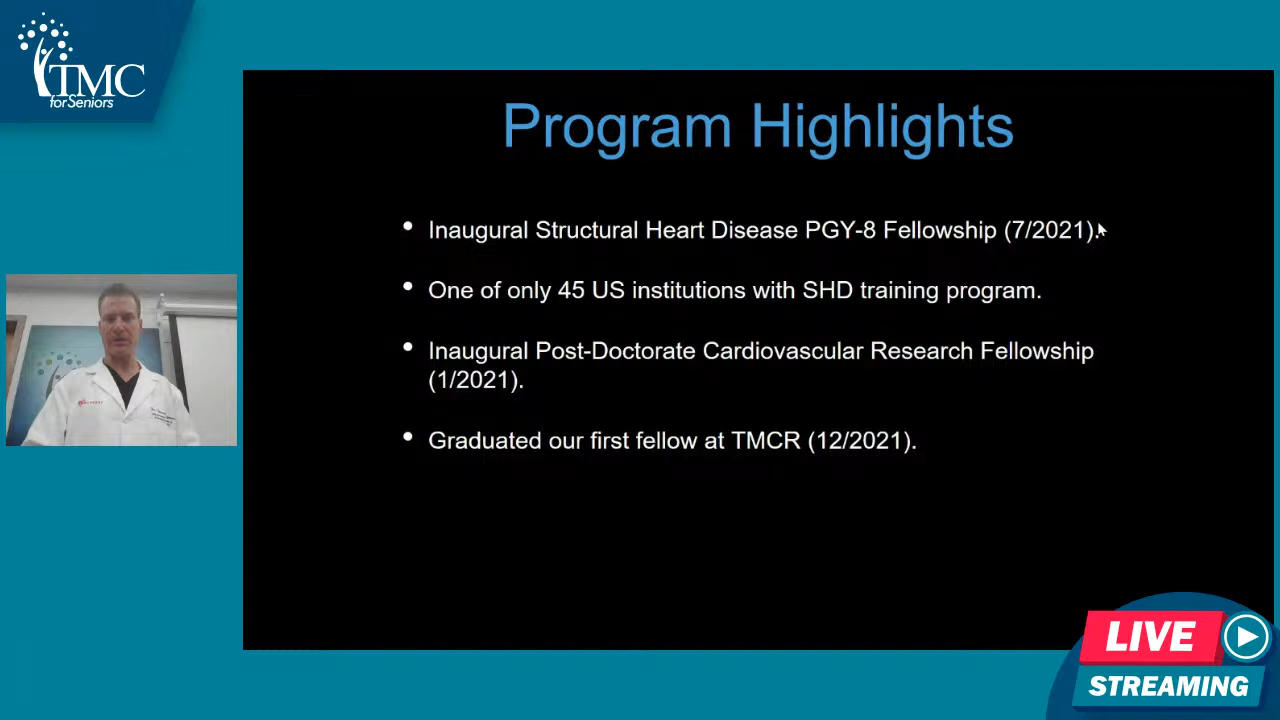 TMC
for Seniors
Program Highlights
• Inaugural Structural Heart Disease PGY-8 Fellowship (7/2021).
• One of only 45 US institutions with SHD training program.
• Inaugural Post-Doctorate Cardiovascular Research Fellowship
(1/2021).
• Graduated our first fellow at TMCR (12/2021).
LIVE
STREAMING